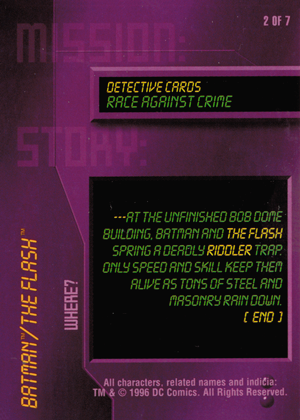 2 OF 7
MISSION:
DETECTIVE CARDS
RACE AGAINST CRIME
STORY:
---AT THE UNFINISHED BOB DOME
BUILDING, BATMAN AND THE FLASH
SPRING A DEADLY RIDDLER TRAP.
ONLY SPEED AND SKILL KEEP THEM
ALIVE AS TONS OF STEEL AND
MASONRY RAIN DOWN.
[ END ]
WHERE?
BATMAN™/THE FLASH™
All characters, related names and indicia:
TM & © 1996 DC Comics. All Rights Reserved.